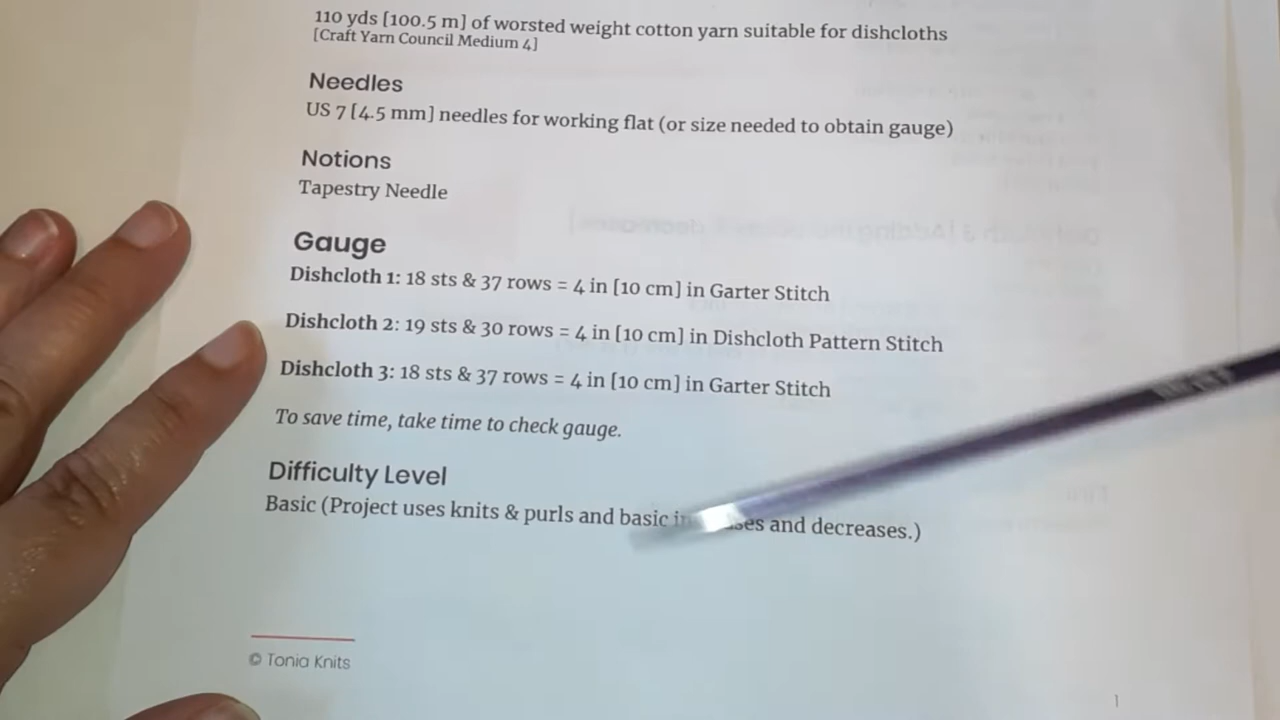 110 yds [100.5 m] of worsted weight cotton yarn suitable for dishcloths
[Craft Yarn Council Medium 4]
Needles
US 7 [4.5 mm] needles for working flat (or size needed to obtain gauge)
Notions
Tapestry Needle
Gauge
Dishcloth 1: 18 sts & 37 rows = 4 in [10 cm] in Garter Stitch
Dishcloth 2: 19 sts & 30 rows = 4 in [10 cm] in Dishcloth Pattern Stitch
Dishcloth 3: 18 sts & 37 rows = 4 in [10 cm] in Garter Stitch
To save time, take time to check gauge.
Difficulty Level
Basic (Project uses knits & purls and basic and decreases.)
© Tonia Knits
1